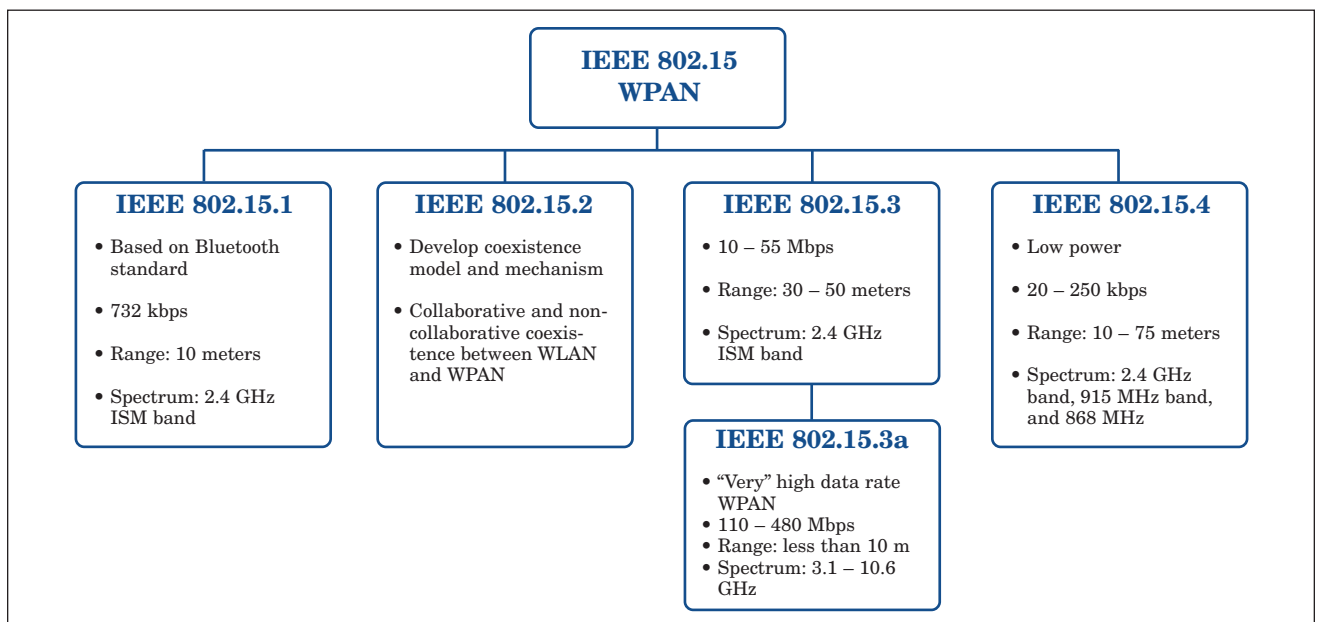 IEEE 802.15
WPAN
IEEE 802.15.1
• Based on Bluetooth
standard
• 732 kbps
• Range: 10 meters
• Spectrum: 2.4 GHz
ISM band
IEEE 802.15.2
• Develop coexistence
model and mechanism
• Collaborative and non-
collaborative coexis-
tence between WLAN
and WPAN
IEEE 802.15.3
• 10 – 55 Mbps
• Range: 30 – 50 meters
• Spectrum: 2.4 GHz
ISM band
IEEE 802.15.3a
• “Very” high data rate
WPAN
• 110 – 480 Mbps
• Range: less than 10 m
• Spectrum: 3.1 – 10.6
GHz
IEEE 802.15.4
• Low power
• 20 – 250 kbps
• Range: 10 – 75 meters
• Spectrum: 2.4 GHz
band, 915 MHz band,
and 868 MHz